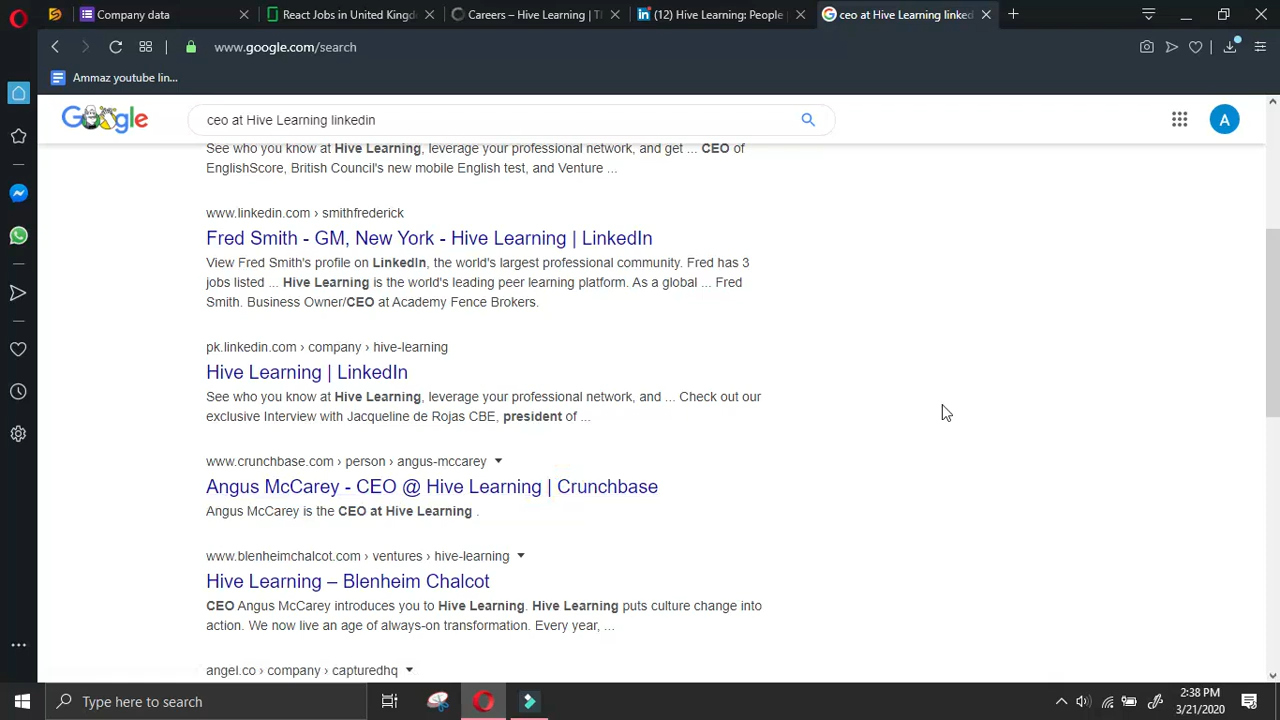 Company data
React Jobs in United Kingd
Careers – Hive Learning | T
(12) Hive Learning: People
ceo at Hive Learning linked
www.google.com/search
Ammaz youtube lin...
Google
ceo at Hive Learning linkedin
A
See who you know at Hive Learning, leverage your professional network, and get ... CEO of
EnglishScore, British Council's new mobile English test, and Venture ...
www.linkedin.com › smithfrederick
Fred Smith - GM, New York - Hive Learning | LinkedIn
View Fred Smith's profile on LinkedIn, the world's largest professional community. Fred has 3
jobs listed ... Hive Learning is the world's leading peer learning platform. As a global ... Fred
Smith. Business Owner/CEO at Academy Fence Brokers.
pk.linkedin.com › company › hive-learning
Hive Learning | LinkedIn
See who you know at Hive Learning, leverage your professional network, and ... Check out our
exclusive Interview with Jacqueline de Rojas CBE, president of ...
www.crunchbase.com › person › angus-mccarey
Angus McCarey - CEO @ Hive Learning | Crunchbase
Angus McCarey is the CEO at Hive Learning .
www.blenheimchalcot.com › ventures › hive-learning
Hive Learning – Blenheim Chalcot
CEO Angus McCarey introduces you to Hive Learning. Hive Learning puts culture change into
action. We now live an age of always-on transformation. Every year, ...
angel.co › company › capturedhq
Type here to search
2:38 PM
3/21/2020